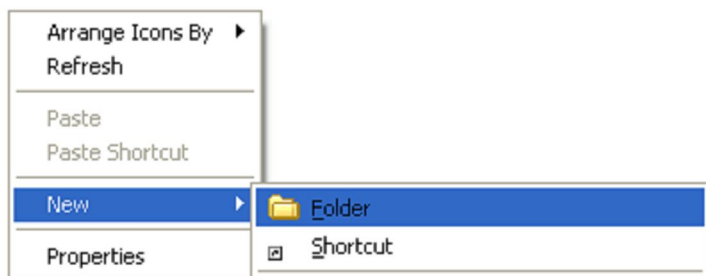 Arrange Icons By
Refresh
Paste
Paste Shortcut
New
Folder
Shortcut
Properties